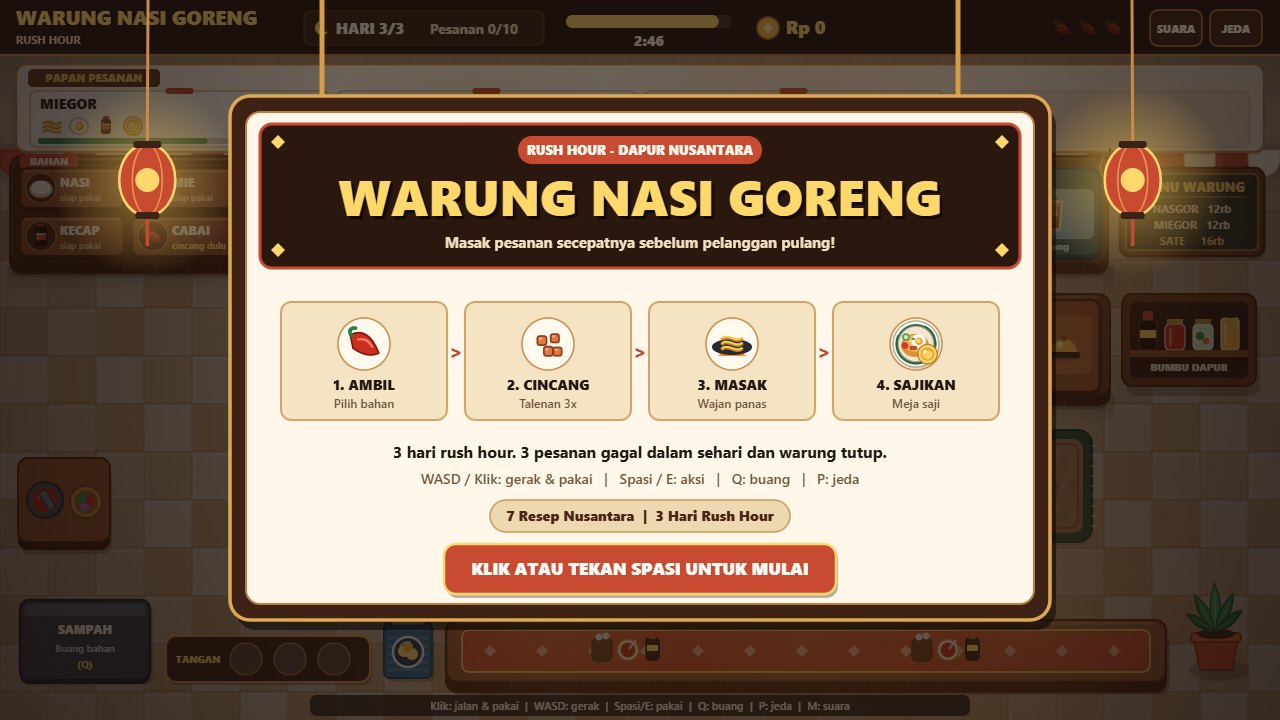 WARUNG NASI GORENG
RUSH HOUR
HARI 3/3
Pesanan 0/10
2:46
Rp 0
SUARA
JEDA
PAPAN PESANAN
MIEGOR
BAHAN
NASI
siap pakai
MIE
siap pakai
KECAP
siap pakai
CABAI
cincang dulu
RUSH HOUR - DAPUR NUSANTARA
WARUNG NASI GORENG
Masak pesanan secepatnya sebelum pelanggan pulang!
1. AMBIL
Pilih bahan
>
2. CINCANG
Talenan 3x
>
3. MASAK
Wajan panas
>
4. SAJIKAN
Meja saji
3 hari rush hour. 3 pesanan gagal dalam sehari dan warung tutup.
WASD / Klik: gerak & pakai | Spasi / E: aksi | Q: buang | P: jeda
7 Resep Nusantara | 3 Hari Rush Hour
KLIK ATAU TEKAN SPASI UNTUK MULAI
WARUNG
NASGOR 12rb
MIEGOR 12rb
SATE 16rb
BUMBU DAPUR
SAMPAH
Buang bahan
(Q)
TANGAN
Klik: jalan & pakai | WASD: gerak | Spasi/E: pakai | Q: buang | P: jeda | M: suara